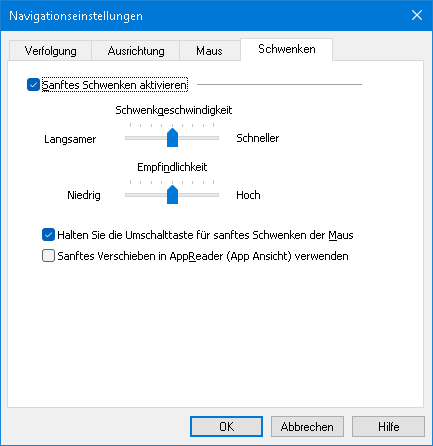 Navigationseinstellungen
Verfolgung Ausrichtung Maus Schwenken
Sanftes Schwenken aktivieren
Schwenkgeschwindigkeit
Langsamer Schneller
Empfindlichkeit
Niedrig Hoch
Halten Sie die Umschalttaste für sanftes Schwenken der Maus
Sanftes Verschieben in AppReader (App Ansicht) verwenden
OK Abbrechen Hilfe